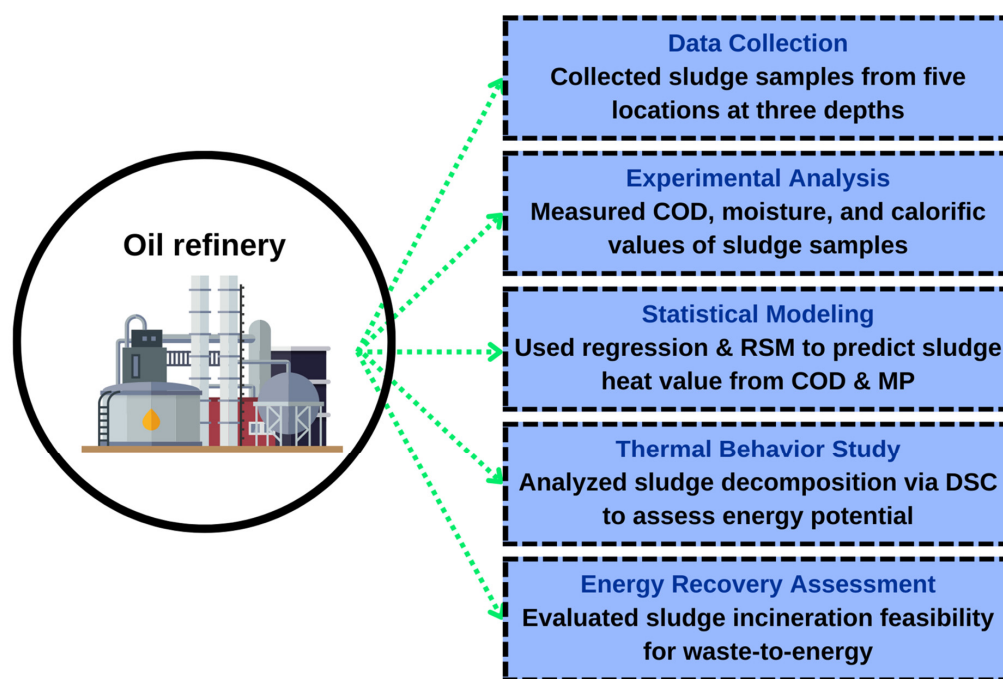 Oil refinery
Data Collection
Collected sludge samples from five
locations at three depths
Experimental Analysis
Measured COD, moisture, and calorific
values of sludge samples
Statistical Modeling
Used regression & RSM to predict sludge
heat value from COD & MP
Thermal Behavior Study
Analyzed sludge decomposition via DSC
to assess energy potential
Energy Recovery Assessment
Evaluated sludge incineration feasibility
for waste-to-energy